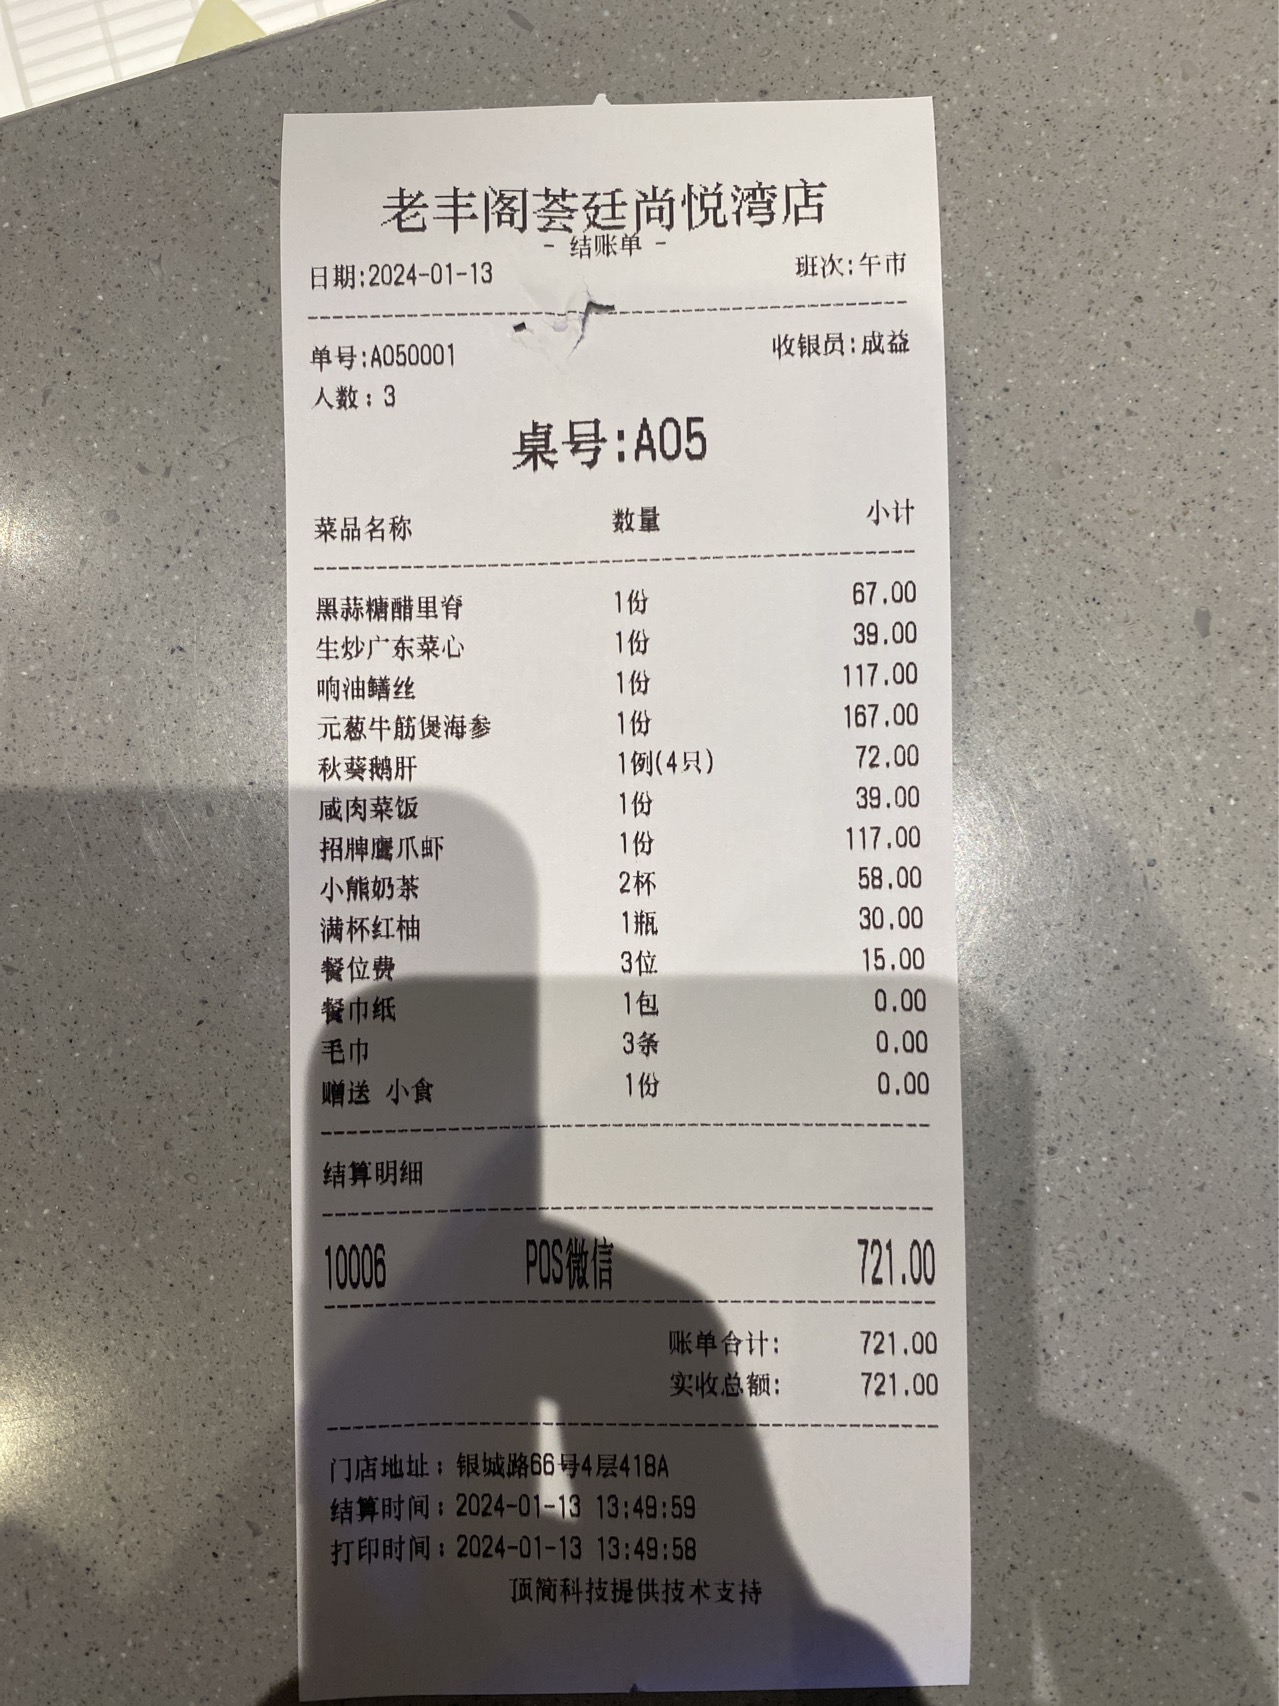 老丰阁荟廷尚悦湾店
- 结账单 -
日期:2024-01-13 班次:午市
单号:A050001 收银员:成益
人数：3
桌号:A05
菜品名称 数量 小计
黑蒜糖醋里脊 1份 67.00
生炒广东菜心 1份 39.00
响油鳝丝 1份 117.00
元葱牛筋煲海参 1份 167.00
秋葵鹅肝 1例(4只) 72.00
咸肉菜饭 1份 39.00
招牌鹰爪虾 1份 117.00
小熊奶茶 2杯 58.00
满杯红柚 1瓶 30.00
餐位费 3位 15.00
餐巾纸 1包 0.00
毛巾 3条 0.00
赠送 小食 1份 0.00
结算明细
10006 POS微信 721.00
账单合计: 721.00
实收总额: 721.00
门店地址：银城路66号4层418A
结算时间：2024-01-13 13:49:59
打印时间：2024-01-13 13:49:58
顶简科技提供技术支持